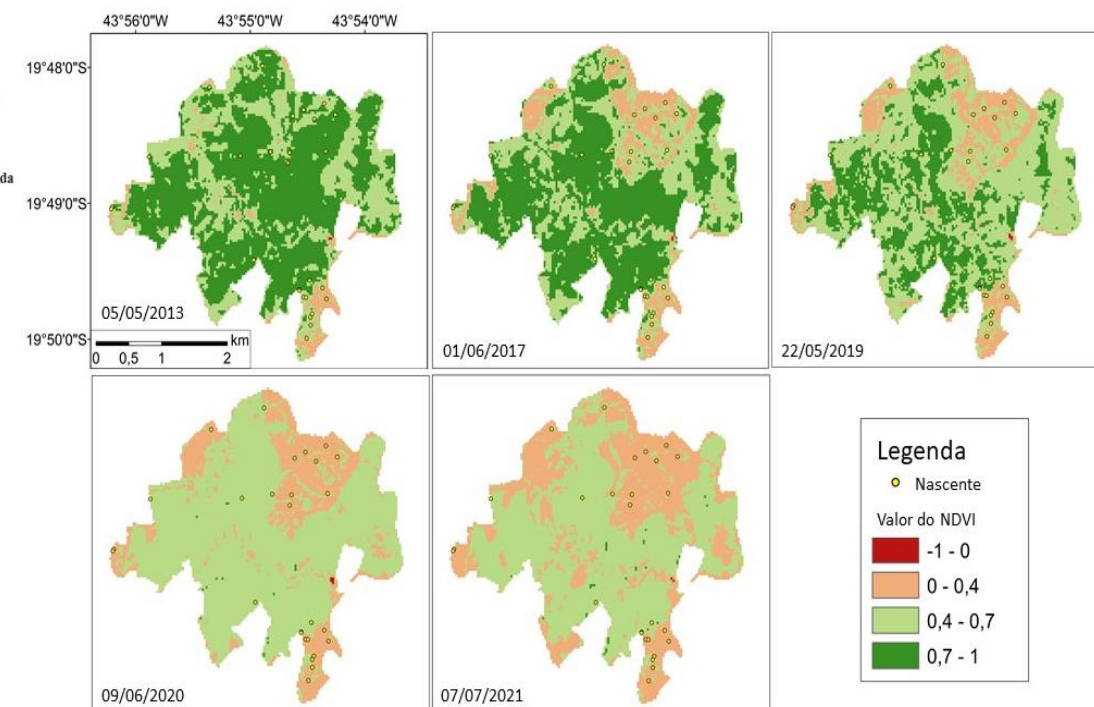 43°56'0"W 43°55'0"W 43°54'0"W
19°48'0"S
da
19°49'0"S
19°50'0"S
05/05/2013
km
0 0,5 1 2
01/06/2017
22/05/2019
09/06/2020
07/07/2021
Legenda
Nascente
Valor do NDVI
-1 - 0
0 - 0,4
0,4 - 0,7
0,7 - 1